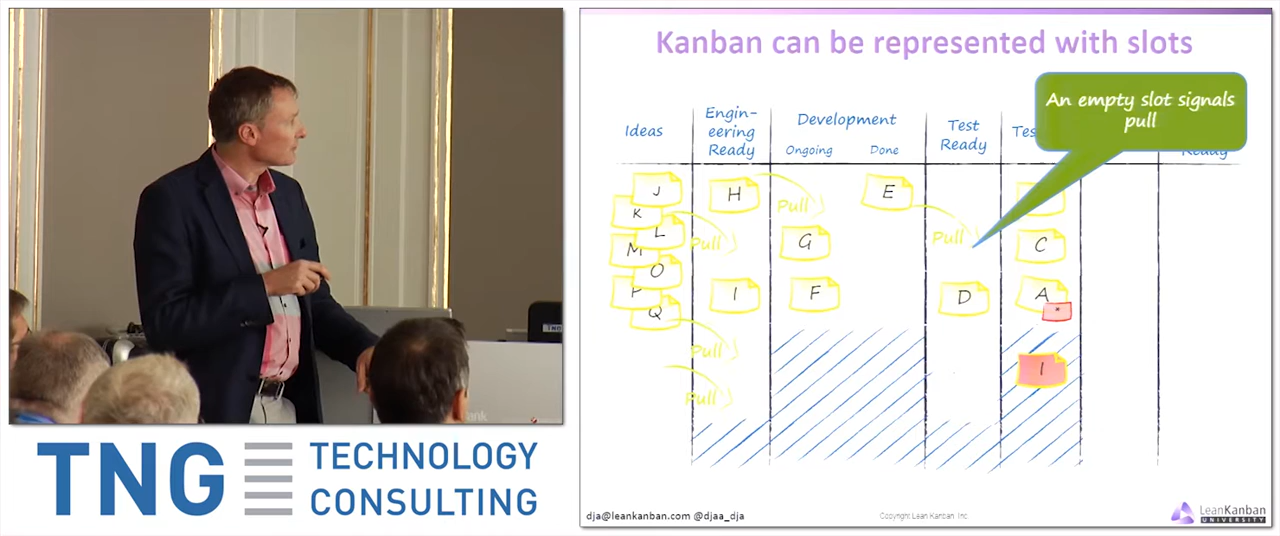 Kanban can be represented with slots
An empty slot signals
pull
Ideas
Engin-
eering
Ready
Development
Ongoing
Done
Test
Ready
Tes
Ready
J
K
L
M
O
P
Q
Pull
Pull
Pull
H
I
Pull
G
F
E
Pull
D
C
A
I
dja@leankanban.com @djaa_dja
Copyright Lean Kanban Inc.
LeanKanban
UNIVERSITY
TNG
TECHNOLOGY
CONSULTING
TNG